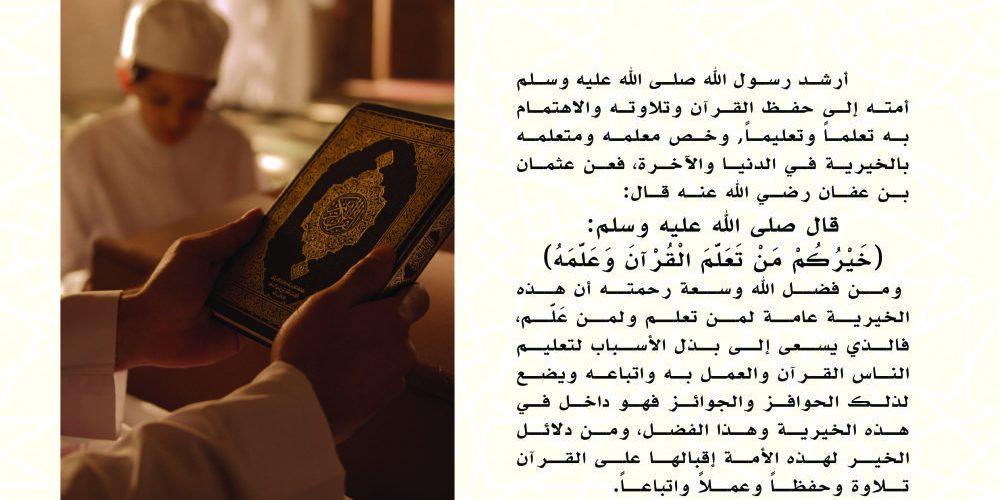 أرشد رسول الله صلى الله عليه وسلم
أمته إلى حفظ القرآن وتلاوته والاهتمام
به تعلماً وتعليماً, وخص معلمه ومتعلمه
بالخيرية في الدنيا والآخرة، فعن عثمان
بن عفان رضي الله عنه قال:
قال صلى الله عليه وسلم:
(خَيْرُكُمْ مَنْ تَعَلَّمَ الْقُرْآنَ وَعَلَّمَهُ)
ومن فضل الله وسعة رحمته أن هذه
الخيرية عامة لمن تعلم ولمن عَلّم،
فالذي يسعى إلى بذل الأسباب لتعليم
الناس القرآن والعمل به واتباعه ويضع
لذلك الحوافز والجوائز فهو داخل في
هذه الخيرية وهذا الفضل، ومن دلائل
الخير لهذه الأمة إقبالها على القرآن
تلاوة وحفظاً وعملاً واتباعاً.